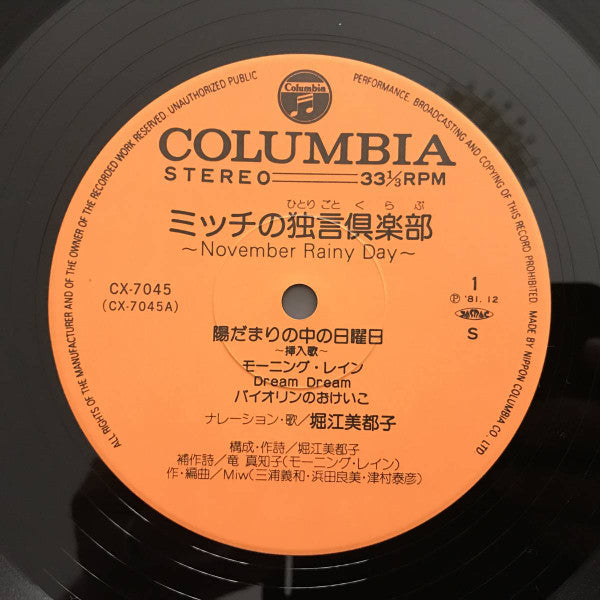 ALL RIGHTS OF THE MANUFACTURER AND OF THE OWNER OF THE RECORDED WORK RESERVED. UNAUTHORIZED PUBLIC PERFORMANCE, BROADCASTING AND COPYING OF THIS RECORD PROHIBITED. MADE BY NIPPON COLUMBIA CO., LTD
Columbia
COLUMBIA
STEREO 33⅓RPM
ひとり ごと くらぶ
ミッチの独言倶楽部
~November Rainy Day~
CX-7045
(CX-7045A)
1
Ⓟ '81. 12
JASRAC
S
陽だまりの中の日曜日
~挿入歌~
モーニング・レイン
Dream Dream
バイオリンのおけいこ
ナレーション・歌/堀江美都子
構成・作詩/堀江美都子
補作詩/竜 真知子(モーニング・レイン)
作・編曲/Miw(三浦義和・浜田良美・津村泰彦)